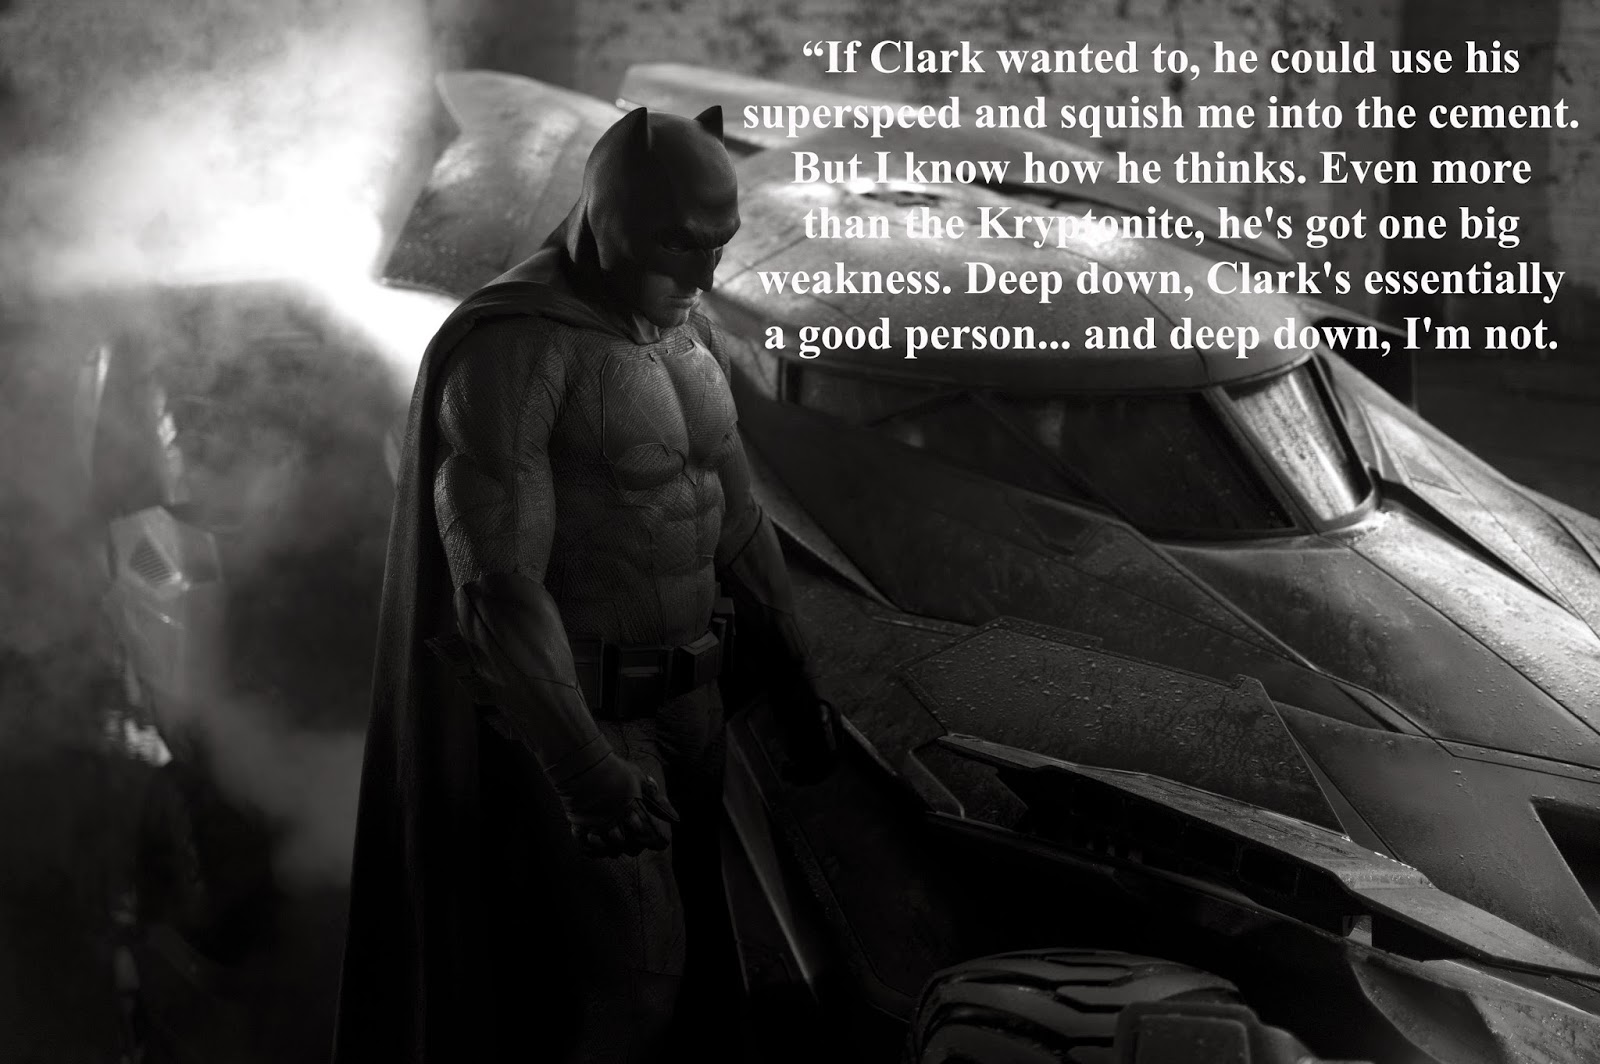 “If Clark wanted to, he could use his
superspeed and squish me into the cement.
But I know how he thinks. Even more
than the Kryptonite, he's got one big
weakness. Deep down, Clark's essentially
a good person... and deep down, I'm not.